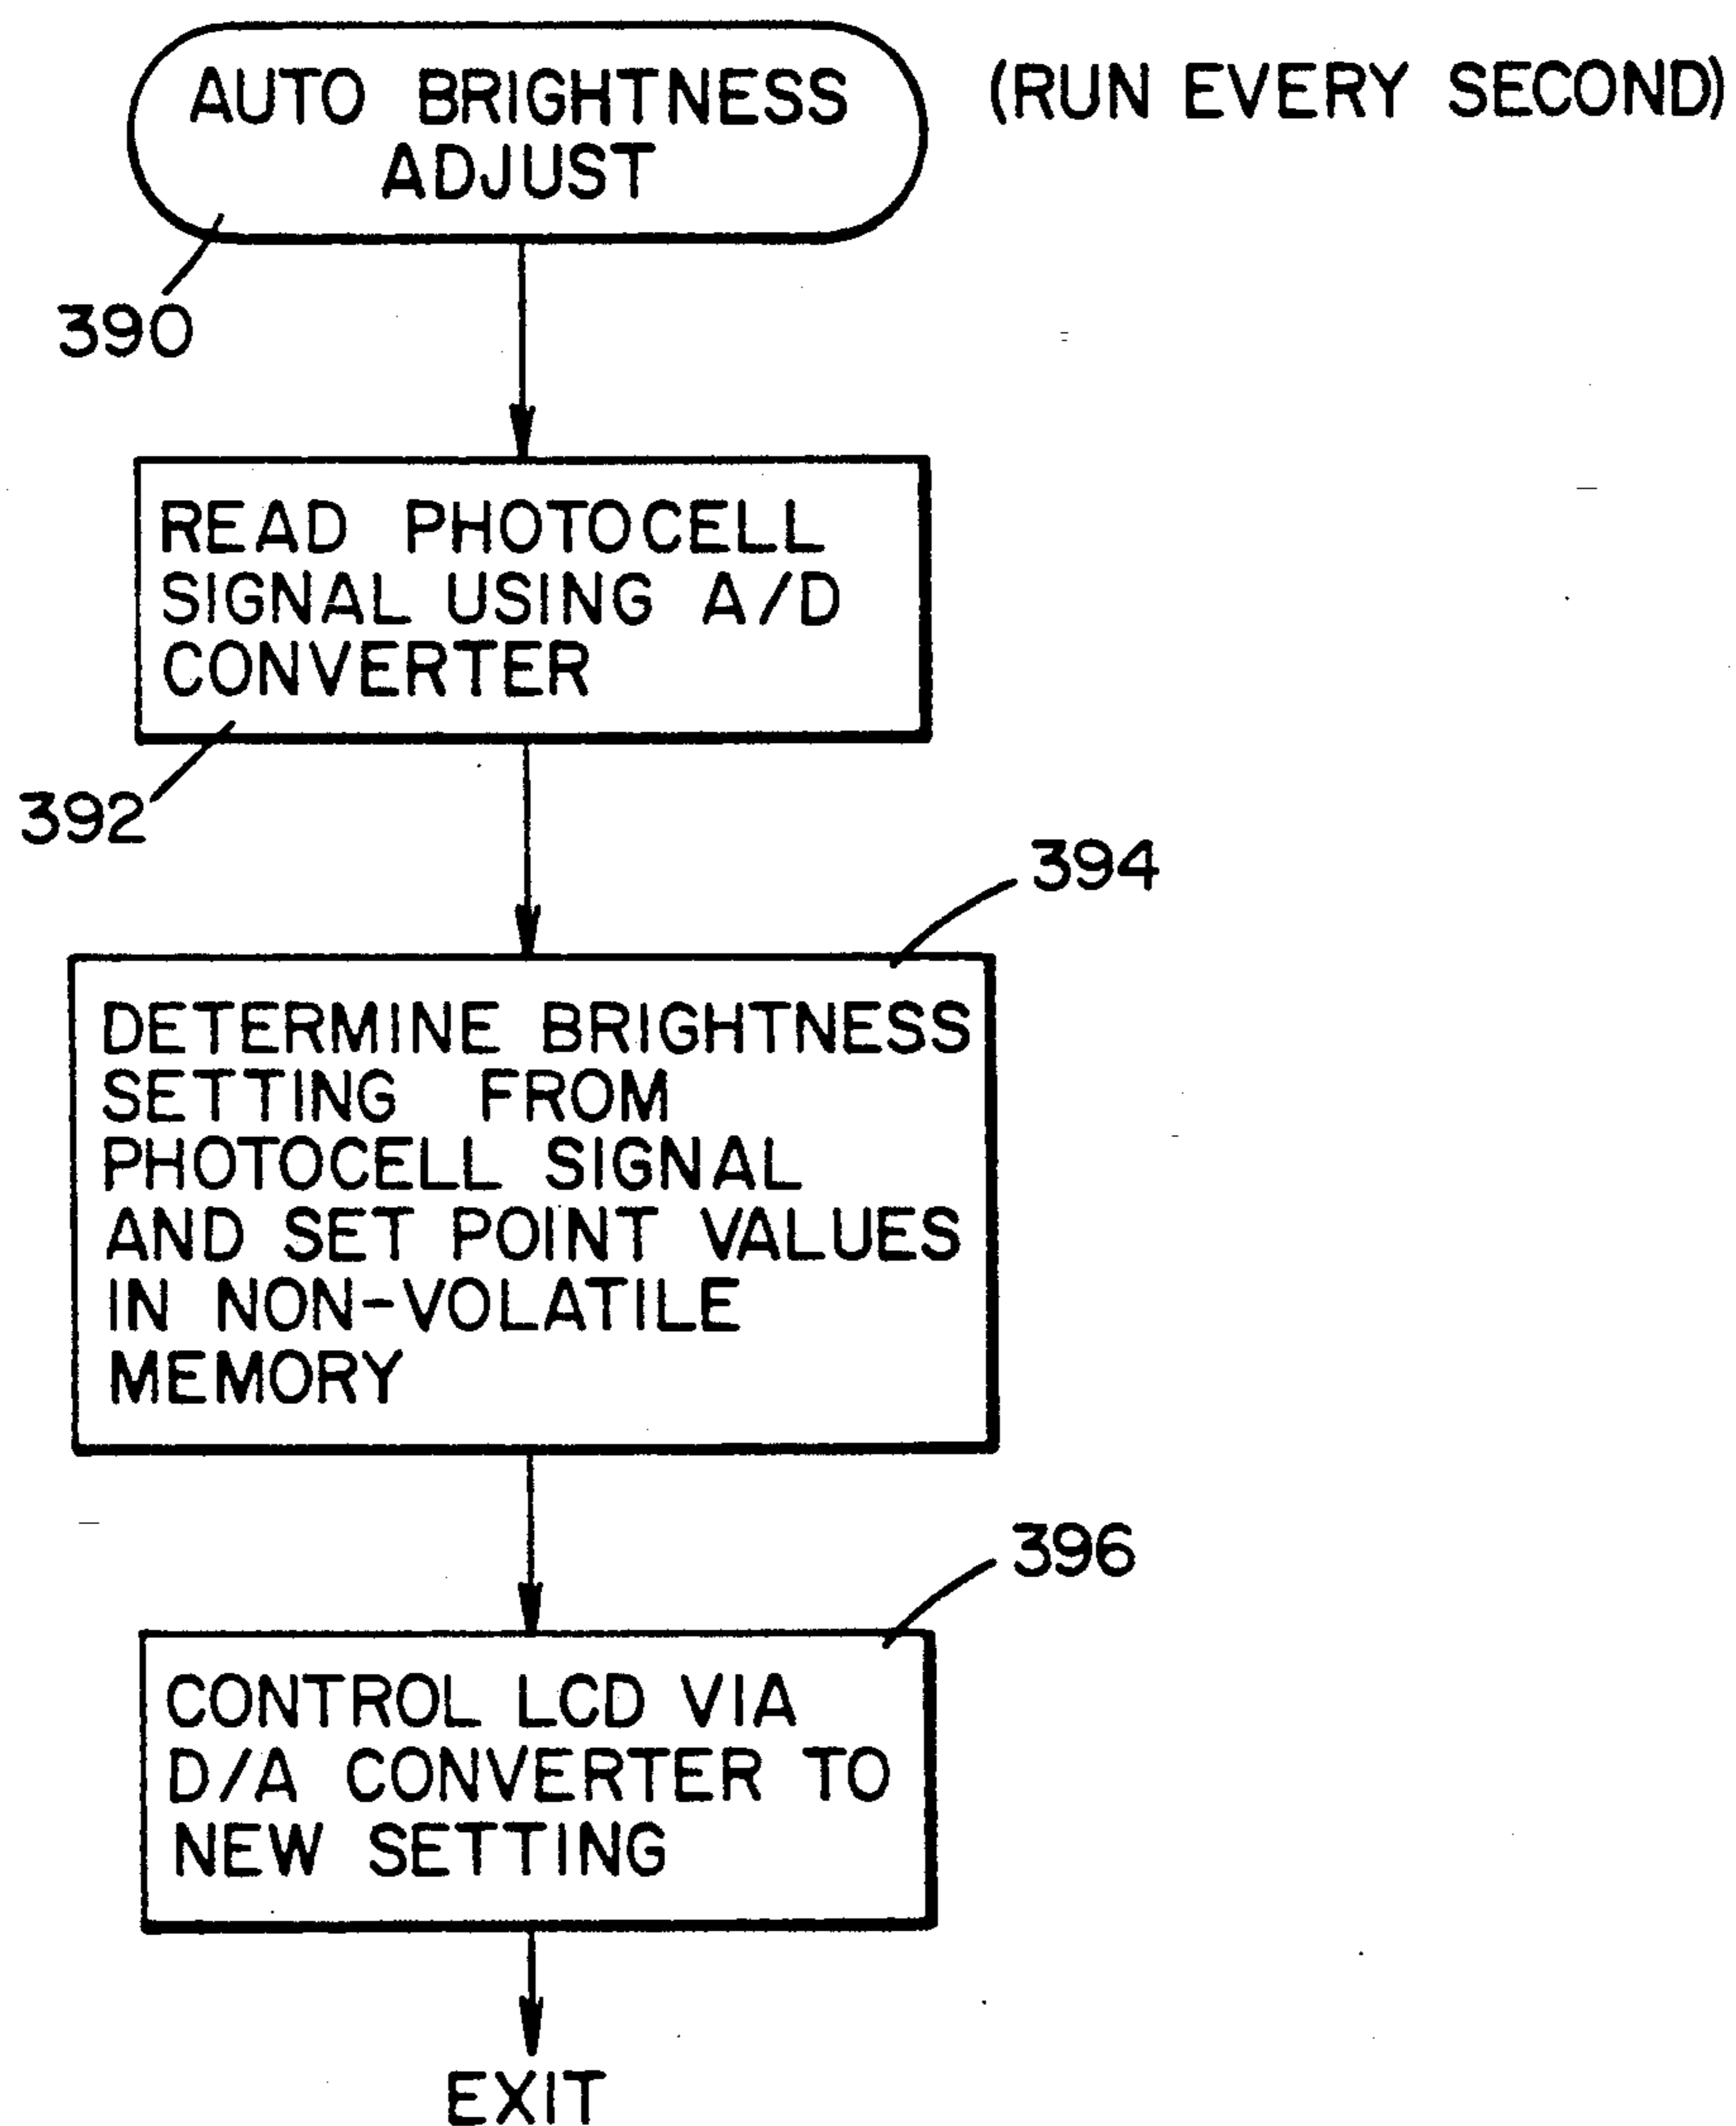 AUTO BRIGHTNESS
ADJUST
(RUN EVERY SECOND)
390
READ PHOTOCELL
SIGNAL USING A/D
CONVERTER
392
394
DETERMINE BRIGHTNESS
SETTING FROM
PHOTOCELL SIGNAL
AND SET POINT VALUES
IN NON-VOLATILE
MEMORY
396
CONTROL LCD VIA
D/A CONVERTER TO
NEW SETTING
EXIT